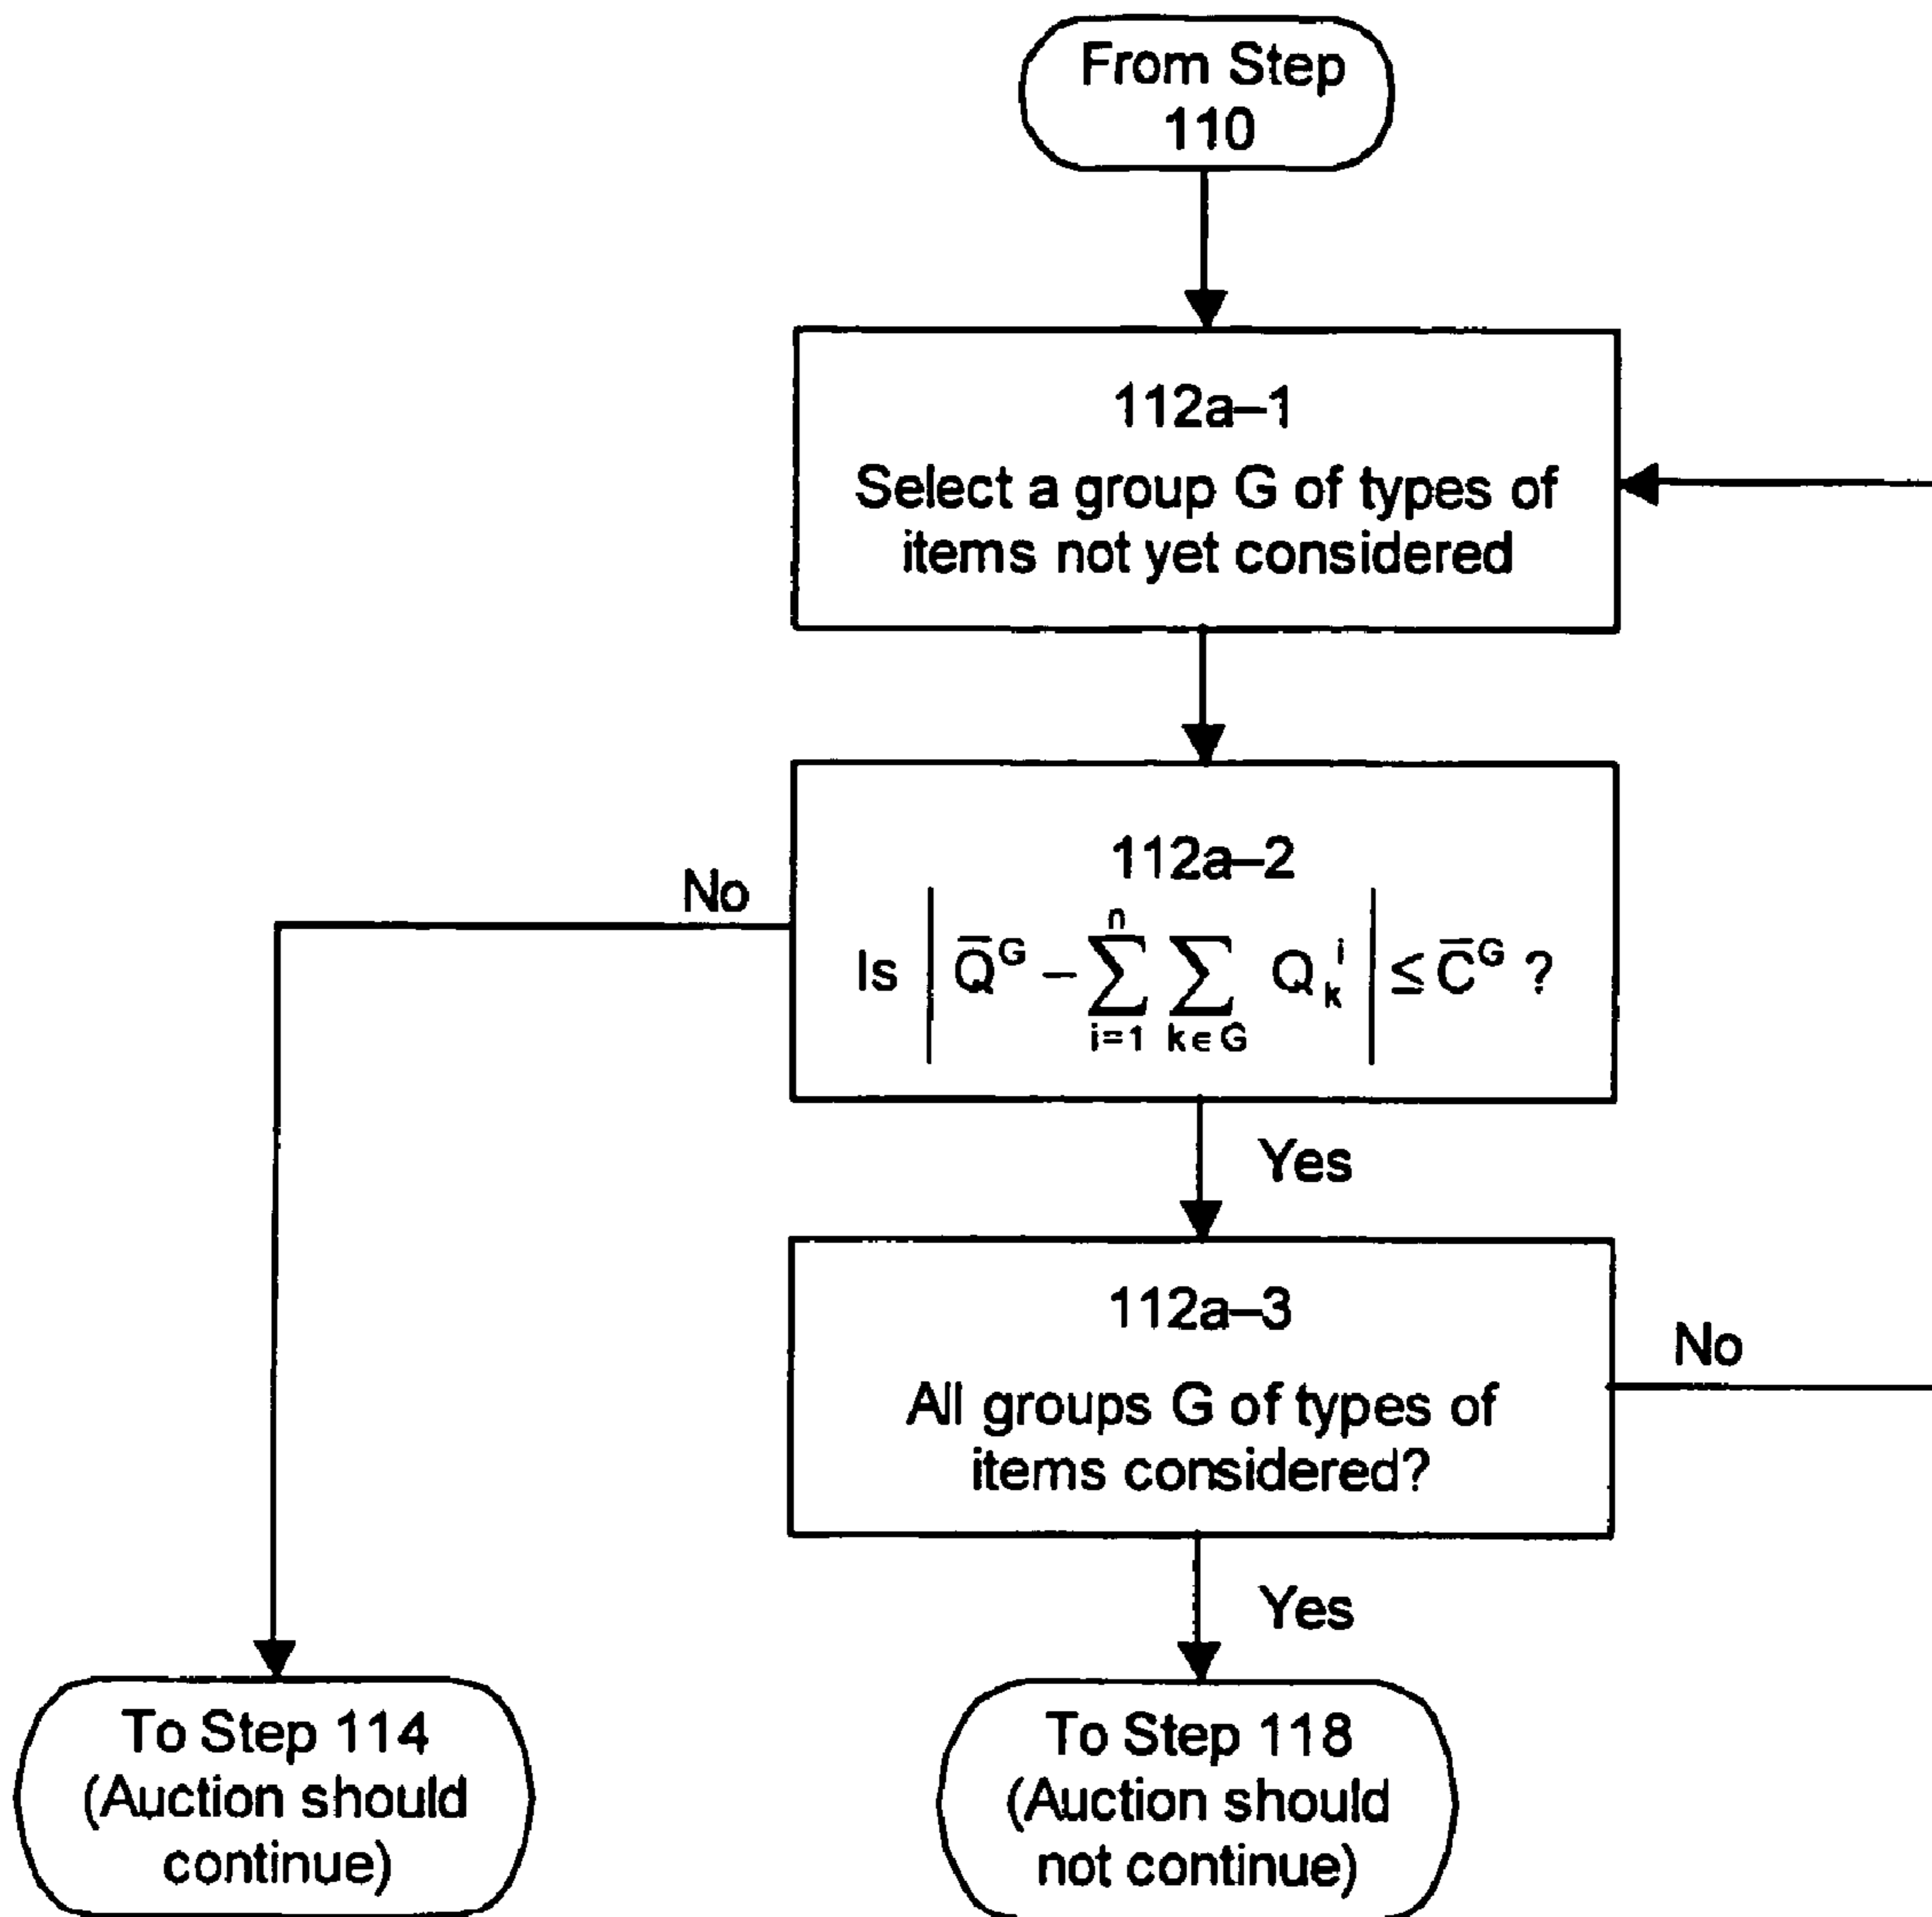 From Step
110
112a–1
Select a group G of types of
items not yet considered
No
112a–2
Is | Q̅^G – ∑_{i=1}^{n} ∑_{k∈G} Q_k^i | ≤ C̅^G ?
Yes
112a–3
All groups G of types of
items considered?
No
Yes
To Step 114
(Auction should
continue)
To Step 118
(Auction should
not continue)